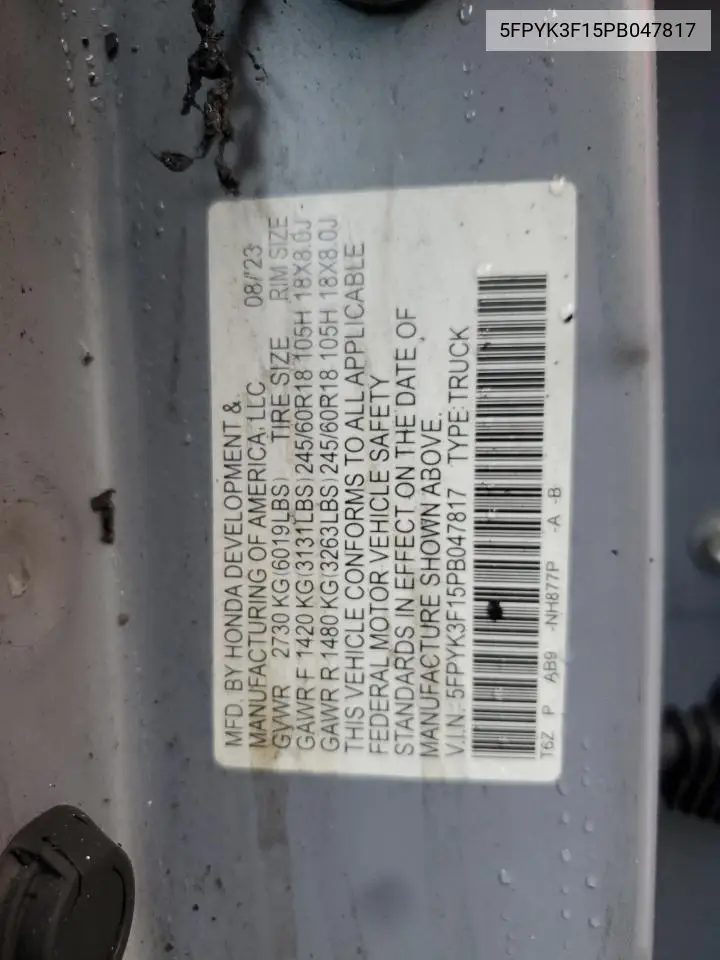 5FPYK3F15PB047817
MFD. BY HONDA DEVELOPMENT &
MANUFACTURING OF AMERICA, LLC 08/'23
GVWR 2730 KG (6019LBS) TIRE SIZE RIM SIZE
GAWR F 1420 KG (3131LBS) 245/60R18 105H 18X8.0J
GAWR R 1480 KG (3263LBS) 245/60R18 105H 18X8.0J
THIS VEHICLE CONFORMS TO ALL APPLICABLE
FEDERAL MOTOR VEHICLE SAFETY
STANDARDS IN EFFECT ON THE DATE OF
MANUFACTURE SHOWN ABOVE.
V.I.N.: 5FPYK3F15PB047817 TYPE: TRUCK
T6Z P AB9 -NH877P -A -B